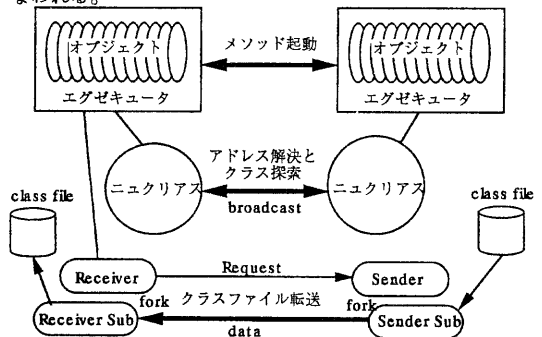 オブジェクト
メソッド起動
オブジェクト
エグゼキュータ
エグゼキュータ
アドレス解決と
クラス探索
ニュクリアス
ニュクリアス
broadcast
class file
class file
Receiver
Request
Sender
fork
クラスファイル転送
fork
Receiver Sub
data
Sender Sub